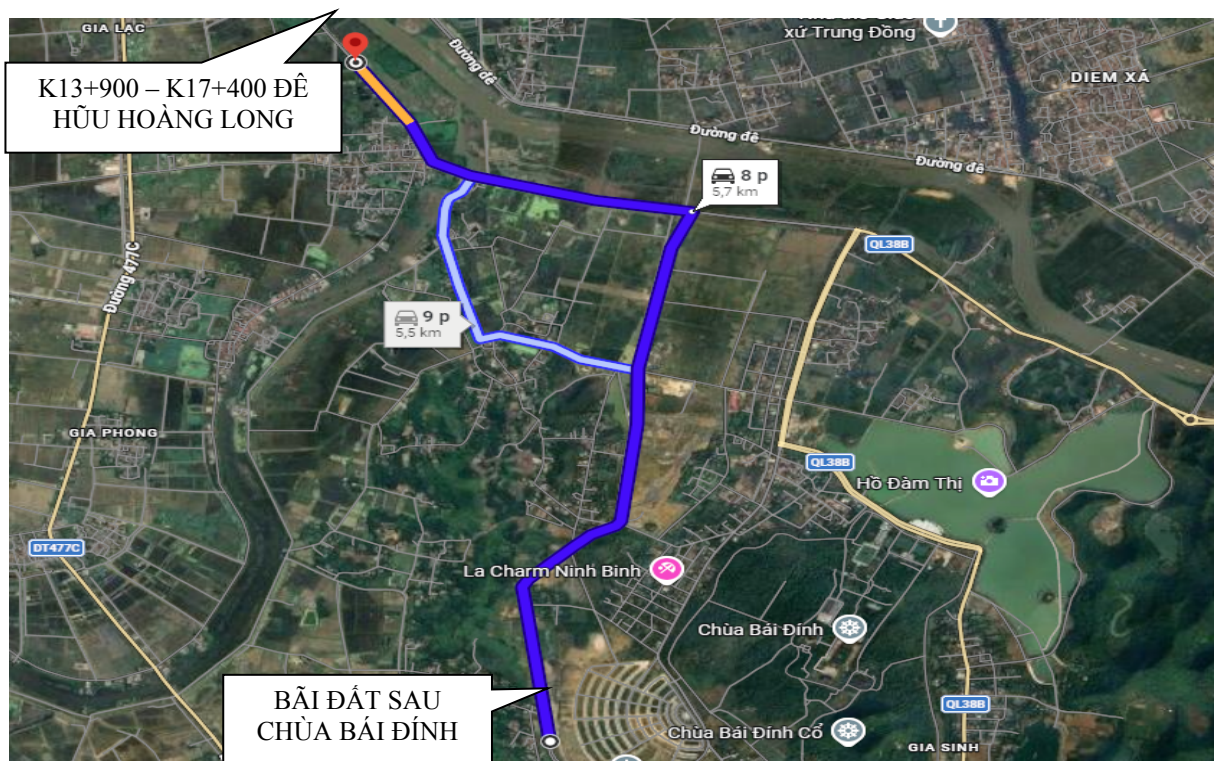 GIA LẠC
xứ Trung Đồng
K13+900 – K17+400 ĐÊ
HỮU HOÀNG LONG
Đường đê
DIEM XÁ
Đường đê
Đường đê
8 p
5,7 km
QL38B
Đường 477C
9 p
5,5 km
GIA PHONG
QL38B
Hồ Đàm Thị
DT477C
La Charm Ninh Binh
Chùa Bái Đính
BÃI ĐẤT SAU
CHÙA BÁI ĐÍNH
QL38B
Chùa Bái Đính Cổ
GIA SINH